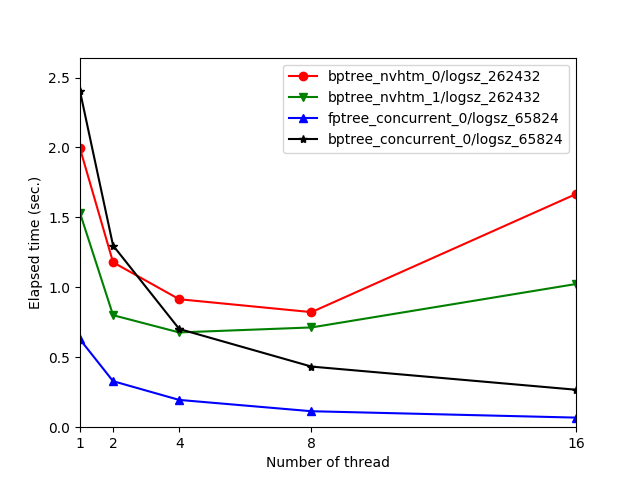 bptree_nvhtm_0/logsz_262432
bptree_nvhtm_1/logsz_262432
fptree_concurrent_0/logsz_65824
bptree_concurrent_0/logsz_65824
Elapsed time (sec.)
2.5
2.0
1.5
1.0
0.5
0.0
1 2 4 8 16
Number of thread